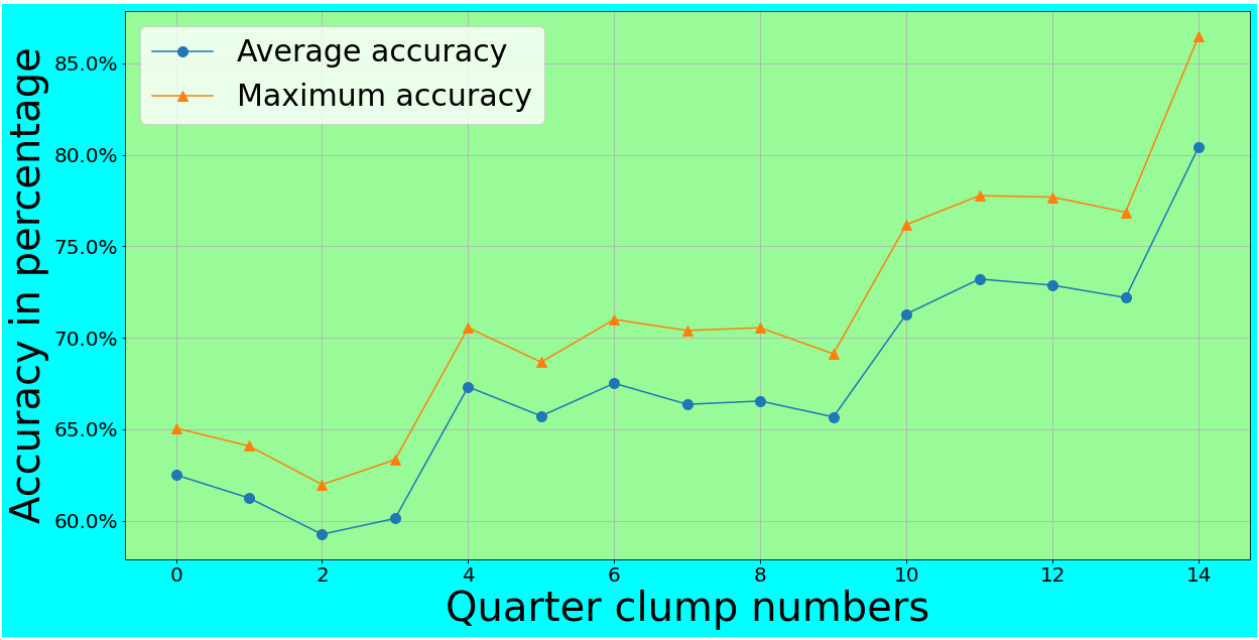 Average accuracy
Maximum accuracy
Accuracy in percentage
85.0%
80.0%
75.0%
70.0%
65.0%
60.0%
0 2 4 6 8 10 12 14
Quarter clump numbers